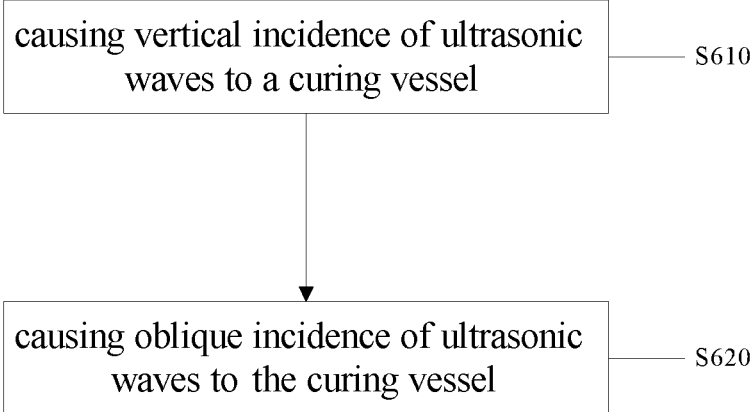 causing vertical incidence of ultrasonic
waves to a curing vessel
S610
causing oblique incidence of ultrasonic
waves to the curing vessel
S620